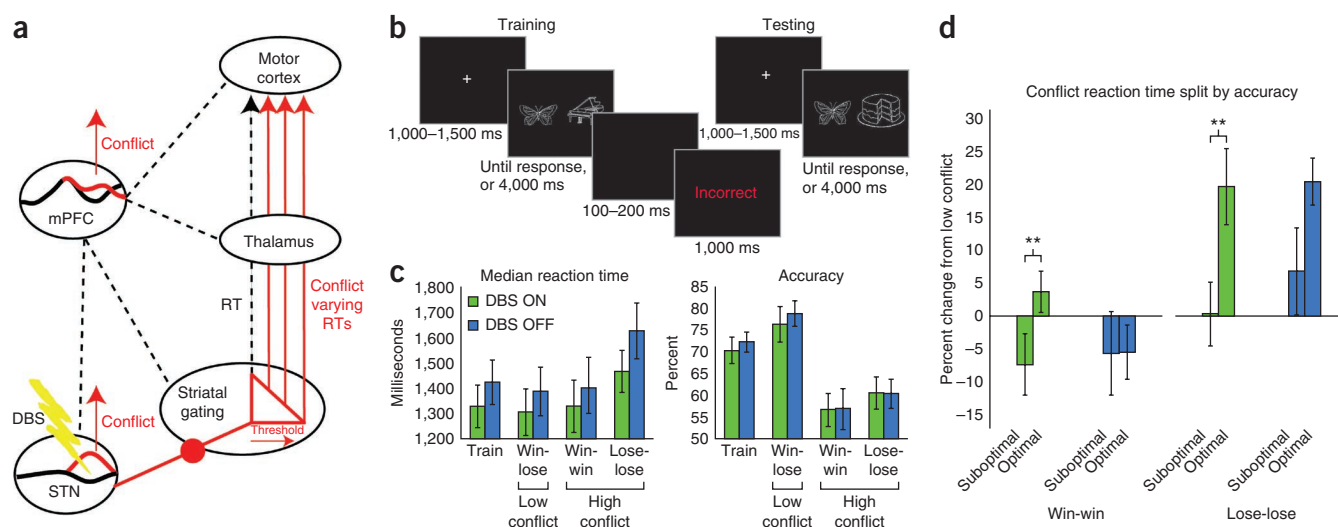 a
Motor
cortex
Conflict
mPFC
Thalamus
RT
Conflict
varying
RTs
Striatal
gating
Threshold
DBS
Conflict
STN
b
Training
1,000–1,500 ms
Until response,
or 4,000 ms
100–200 ms
Incorrect
1,000 ms
Testing
1,000–1,500 ms
Until response,
or 4,000 ms
c
Median reaction time
Milliseconds
1,800
1,700
1,600
1,500
1,400
1,300
1,200
DBS ON
DBS OFF
Train
Win-
lose
Win-
win
Lose-
lose
Low
conflict
High
conflict
Accuracy
Percent
85
80
75
70
65
60
55
50
Train
Win-
lose
Win-
win
Lose-
lose
Low
conflict
High
conflict
d
Conflict reaction time split by accuracy
Percent change from low conflict
30
25
20
15
10
5
0
−5
−10
−15
**
**
Suboptimal
Optimal
Suboptimal
Optimal
Suboptimal
Optimal
Suboptimal
Optimal
Win-win
Lose-lose